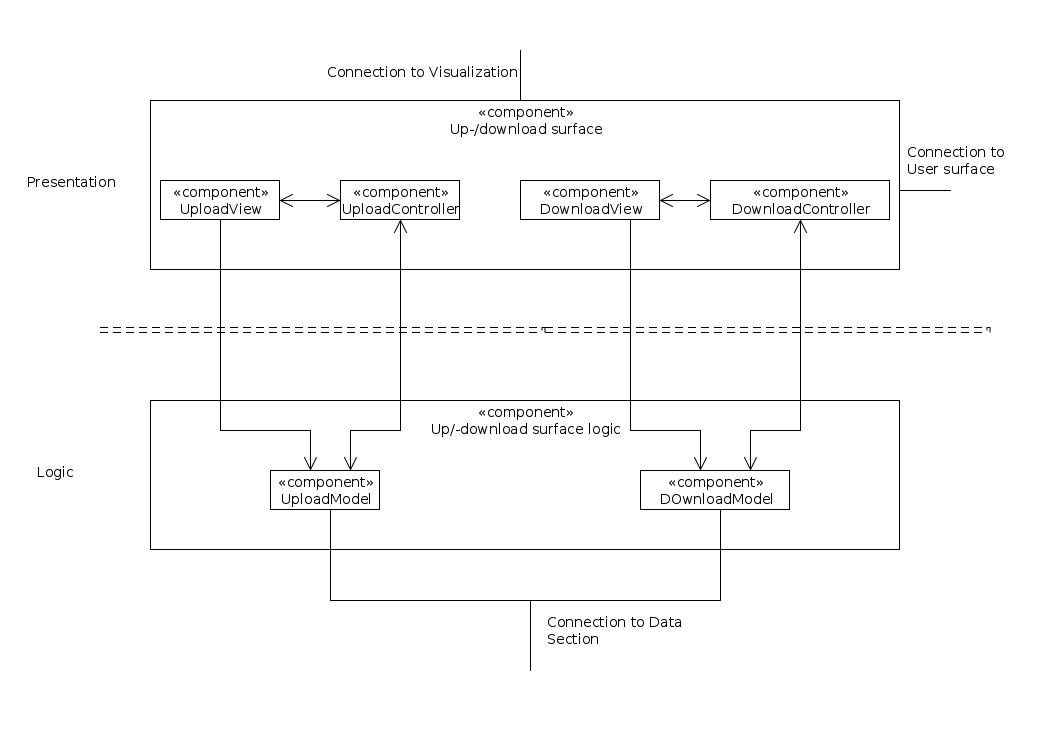 Connection to Visualization
«component»
Up-/download surface
Connection to
User surface
Presentation
«component»
UploadView
«component»
UploadController
«component»
DownloadView
«component»
DownloadController
«component»
Up/-download surface logic
Logic
«component»
UploadModel
«component»
DOwnloadModel
Connection to Data
Section